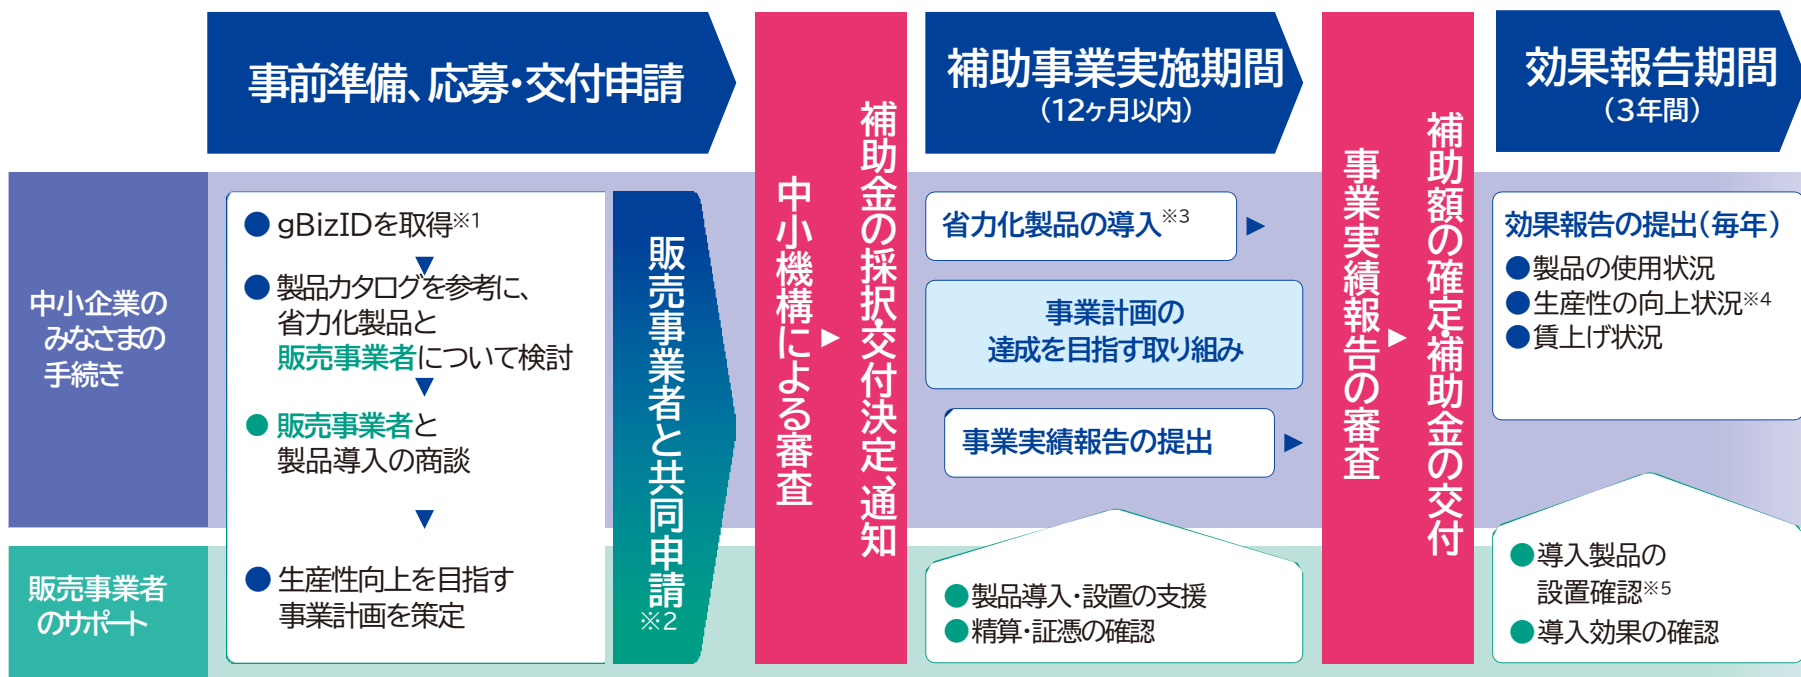 事前準備、応募・交付申請
中小企業の
みなさまの
手続き
● gBizIDを取得※1
▼
● 製品カタログを参考に、
省力化製品と
販売事業者について検討
▼
● 販売事業者と
製品導入の商談
▼
● 生産性向上を目指す
事業計画を策定
販売事業者と共同申請
※2
中小機構による審査
▶
補助金の採択・交付決定、通知
補助事業実施期間
(12ヶ月以内)
省力化製品の導入※3 ▶
事業計画の
達成を目指す取り組み
事業実績報告の提出 ▶
事業実績報告の審査
▶
補助額の確定・補助金の交付
効果報告期間
(3年間)
効果報告の提出(毎年)
●製品の使用状況
●生産性の向上状況※4
●賃上げ状況
販売事業者
のサポート
●製品導入・設置の支援
●精算・証憑の確認
●導入製品の
設置確認※5
●導入効果の確認